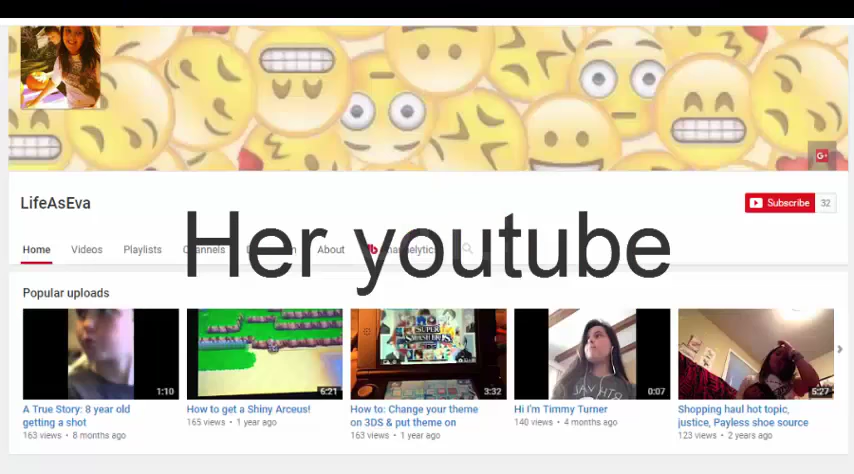 G+
LifeAsEva
Subscribe 32
Her youtube
Home Videos Playlists Channels About
Popular uploads
1:10
6:21
SUPER
SMASH BROS
3:32
0:07
5:27
A True Story: 8 year old
getting a shot
163 views • 8 months ago
How to get a Shiny Arceus!
165 views • 1 year ago
How to: Change your theme
on 3DS & put theme on
163 views • 1 year ago
Hi I'm Timmy Turner
140 views • 4 months ago
Shopping haul hot topic,
justice, Payless shoe source
123 views • 2 years ago